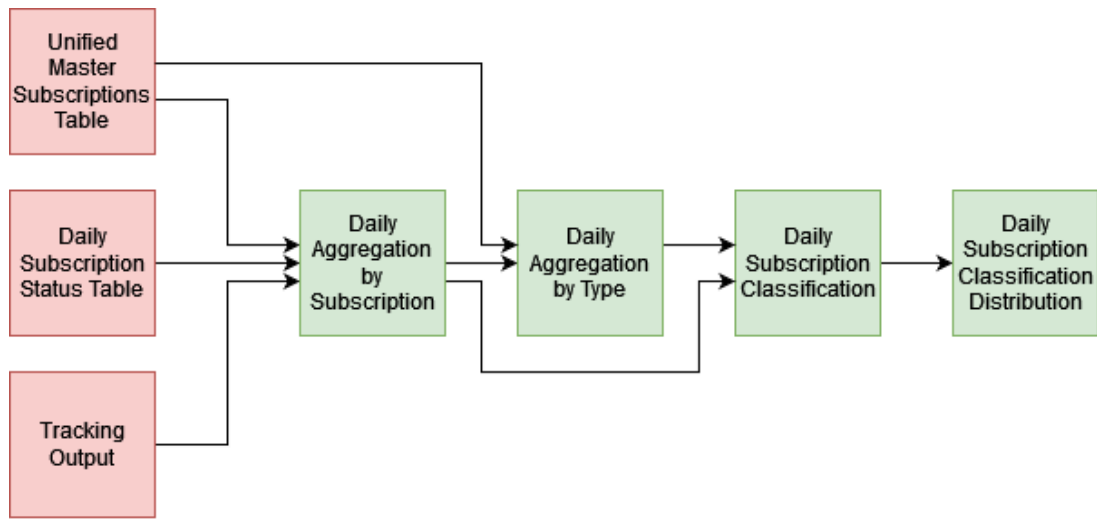 Unified
Master
Subscriptions
Table
Daily
Subscription
Status Table
Tracking
Output
Daily
Aggregation
by
Subscription
Daily
Aggregation
by Type
Daily
Subscription
Classification
Daily
Subscription
Classification
Distribution